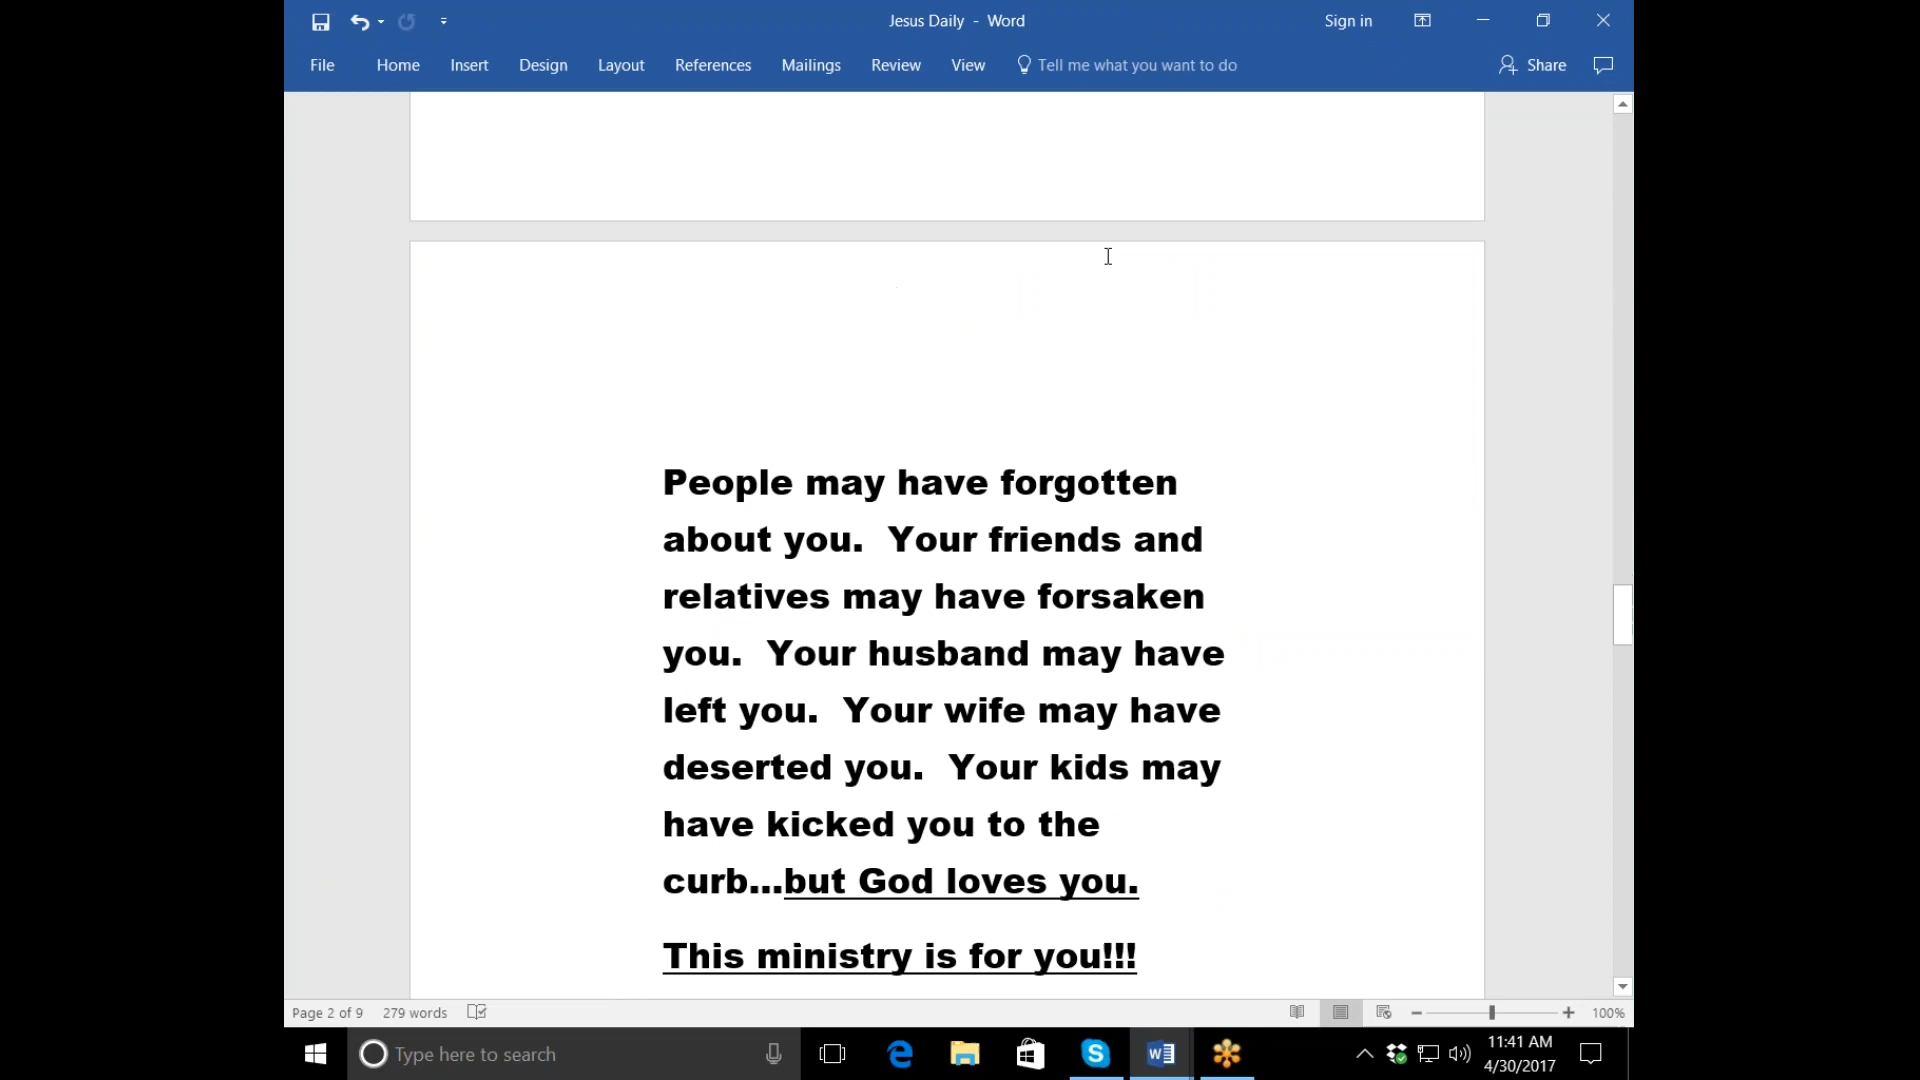 Jesus Daily - Word
Sign in
File Home Insert Design Layout References Mailings Review View Tell me what you want to do Share
People may have forgotten
about you. Your friends and
relatives may have forsaken
you. Your husband may have
left you. Your wife may have
deserted you. Your kids may
have kicked you to the
curb...but God loves you.
This ministry is for you!!!
Page 2 of 9 279 words 100%
Type here to search
11:41 AM
4/30/2017